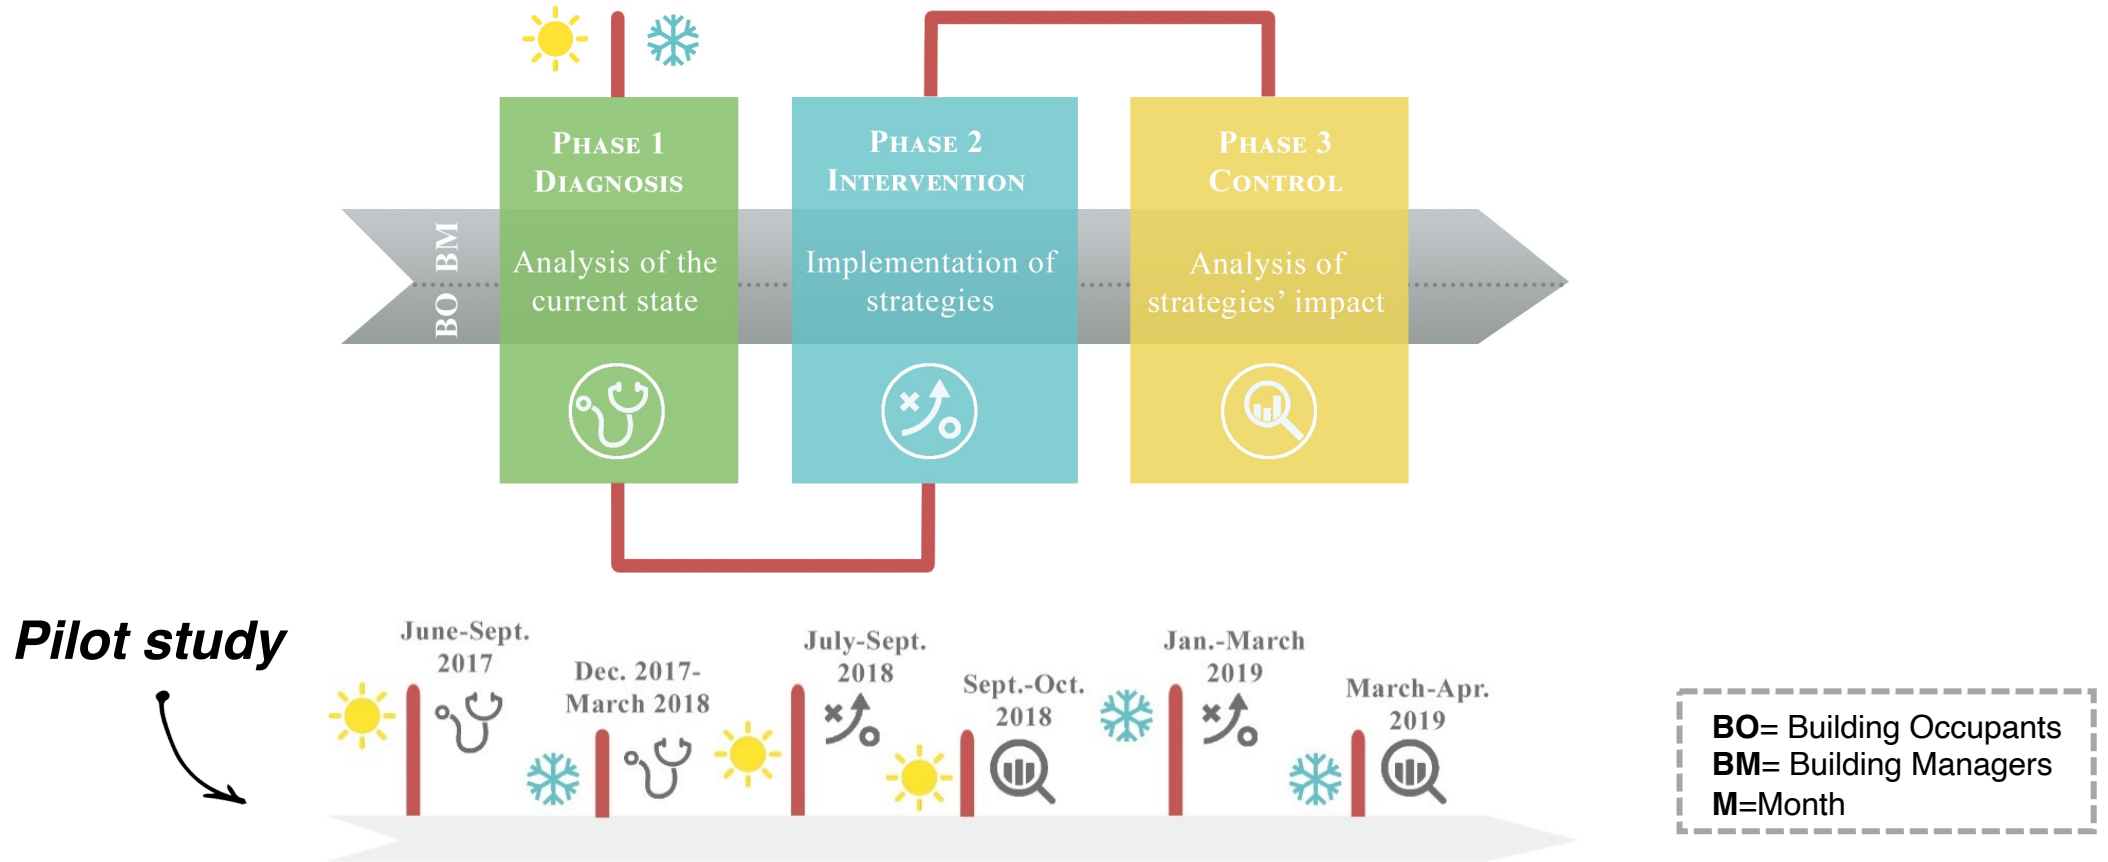 PHASE 1
DIAGNOSIS
Analysis of the
current state
PHASE 2
INTERVENTION
Implementation of
strategies
PHASE 3
CONTROL
Analysis of
strategies’ impact
BO BM
Pilot study
June-Sept.
2017
Dec. 2017-
March 2018
July-Sept.
2018
Sept.-Oct.
2018
Jan.-March
2019
March-Apr.
2019
BO= Building Occupants
BM= Building Managers
M=Month